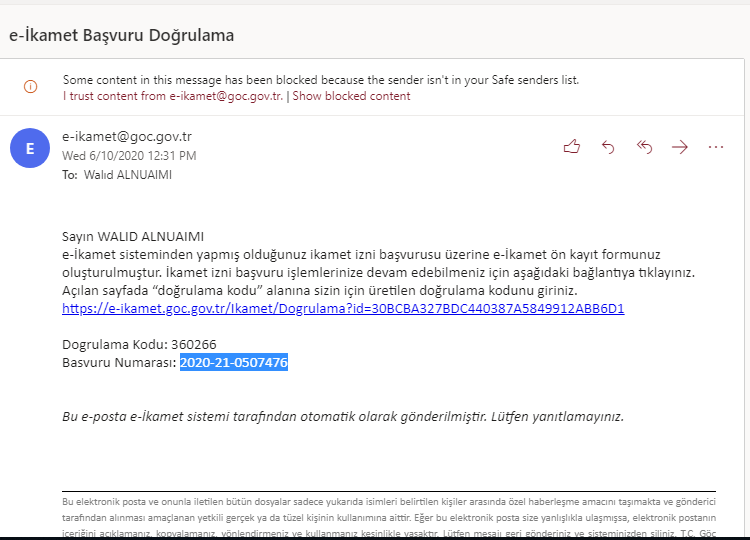 e-İkamet Başvuru Doğrulama
Some content in this message has been blocked because the sender isn't in your Safe senders list.
I trust content from e-ikamet@goc.gov.tr. | Show blocked content
E
e-ikamet@goc.gov.tr
Wed 6/10/2020 12:31 PM
To: Walid ALNUAIMI
Sayın WALID ALNUAIMI
e-İkamet sisteminden yapmış olduğunuz ikamet izni başvurusu üzerine e-İkamet ön kayıt formunuz
oluşturulmuştur. İkamet izni başvuru işlemlerinize devam edebilmeniz için aşağıdaki bağlantıya tıklayınız.
Açılan sayfada “doğrulama kodu” alanına sizin için üretilen doğrulama kodunu giriniz.
https://e-ikamet.goc.gov.tr/Ikamet/Dogrulama?id=30BCBA327BDC440387A5849912ABB6D1
Dogrulama Kodu: 360266
Basvuru Numarası: 2020-21-0507476
Bu e-posta e-İkamet sistemi tarafından otomatik olarak gönderilmiştir. Lütfen yanıtlamayınız.
Bu elektronik posta ve onunla iletilen bütün dosyalar sadece yukarıda isimleri belirtilen kişiler arasında özel haberleşme amacını taşımakta ve gönderici
tarafından alınması amaçlanan yetkili gerçek ya da tüzel kişinin kullanımına aittir. Eğer bu elektronik posta size yanlışlıkla ulaşmışsa, elektronik postanın
içeriğini açıklamanız, kopyalamanız, yönlendirmeniz ve kullanmanız kesinlikle yasaktır. Lütfen mesajı geri gönderiniz ve sisteminizden siliniz. T.C. Göç